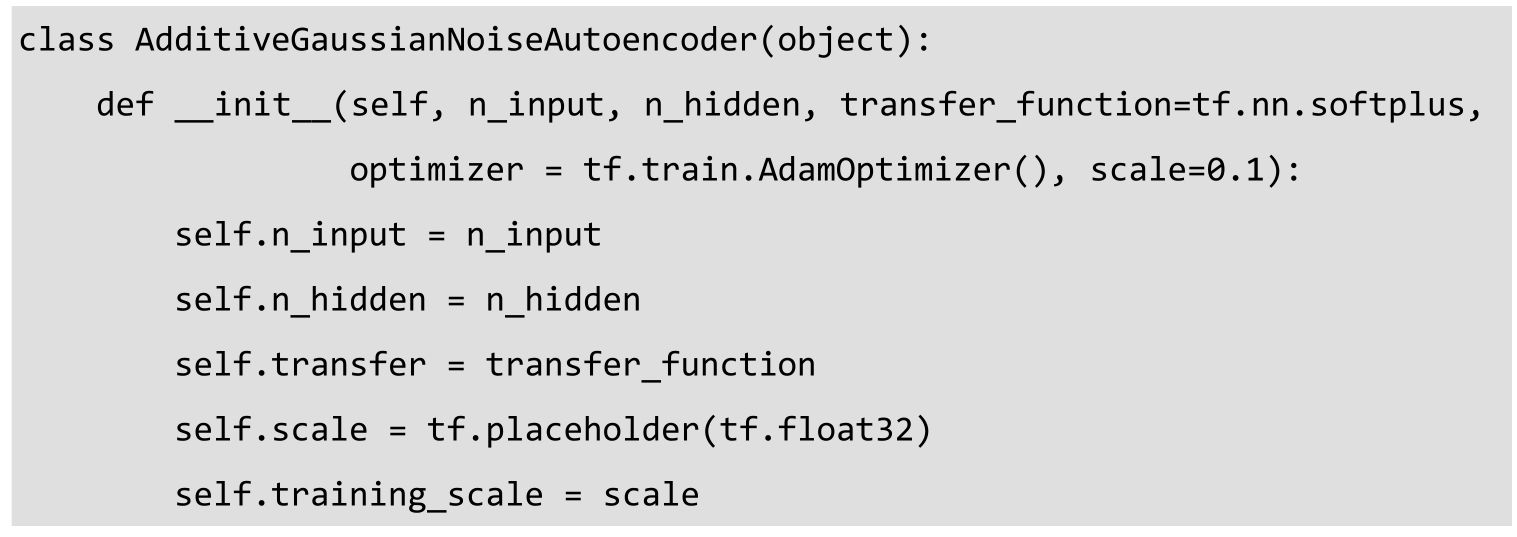 class AdditiveGaussianNoiseAutoencoder(object):
    def __init__(self, n_input, n_hidden, transfer_function=tf.nn.softplus,
                 optimizer = tf.train.AdamOptimizer(), scale=0.1):
        self.n_input = n_input
        self.n_hidden = n_hidden
        self.transfer = transfer_function
        self.scale = tf.placeholder(tf.float32)
        self.training_scale = scale